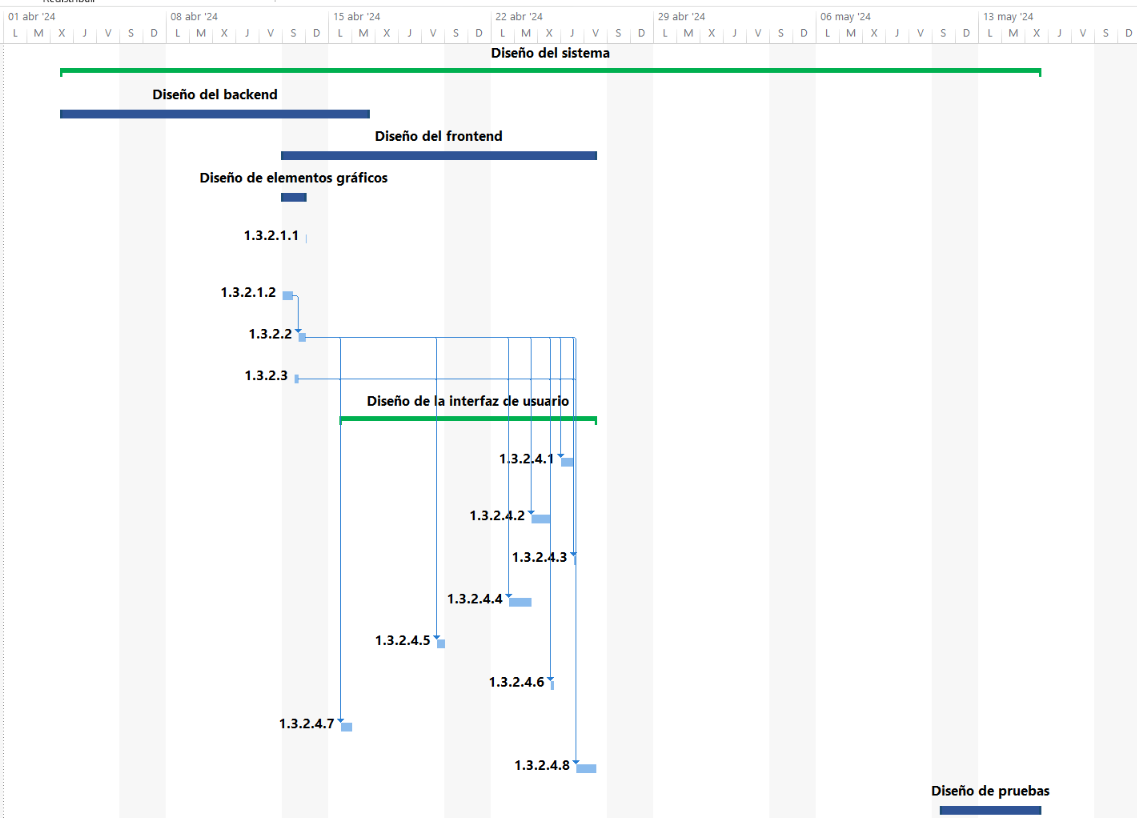 01 abr '24 08 abr '24 15 abr '24 22 abr '24 29 abr '24 06 may '24 13 may '24
L M X J V S D L M X J V S D L M X J V S D L M X J V S D L M X J V S D L M X J V S D L M X J V S D
Diseño del sistema
Diseño del backend
Diseño del frontend
Diseño de elementos gráficos
1.3.2.1.1
1.3.2.1.2
1.3.2.2
1.3.2.3
Diseño de la interfaz de usuario
1.3.2.4.1
1.3.2.4.2
1.3.2.4.3
1.3.2.4.4
1.3.2.4.5
1.3.2.4.6
1.3.2.4.7
1.3.2.4.8
Diseño de pruebas